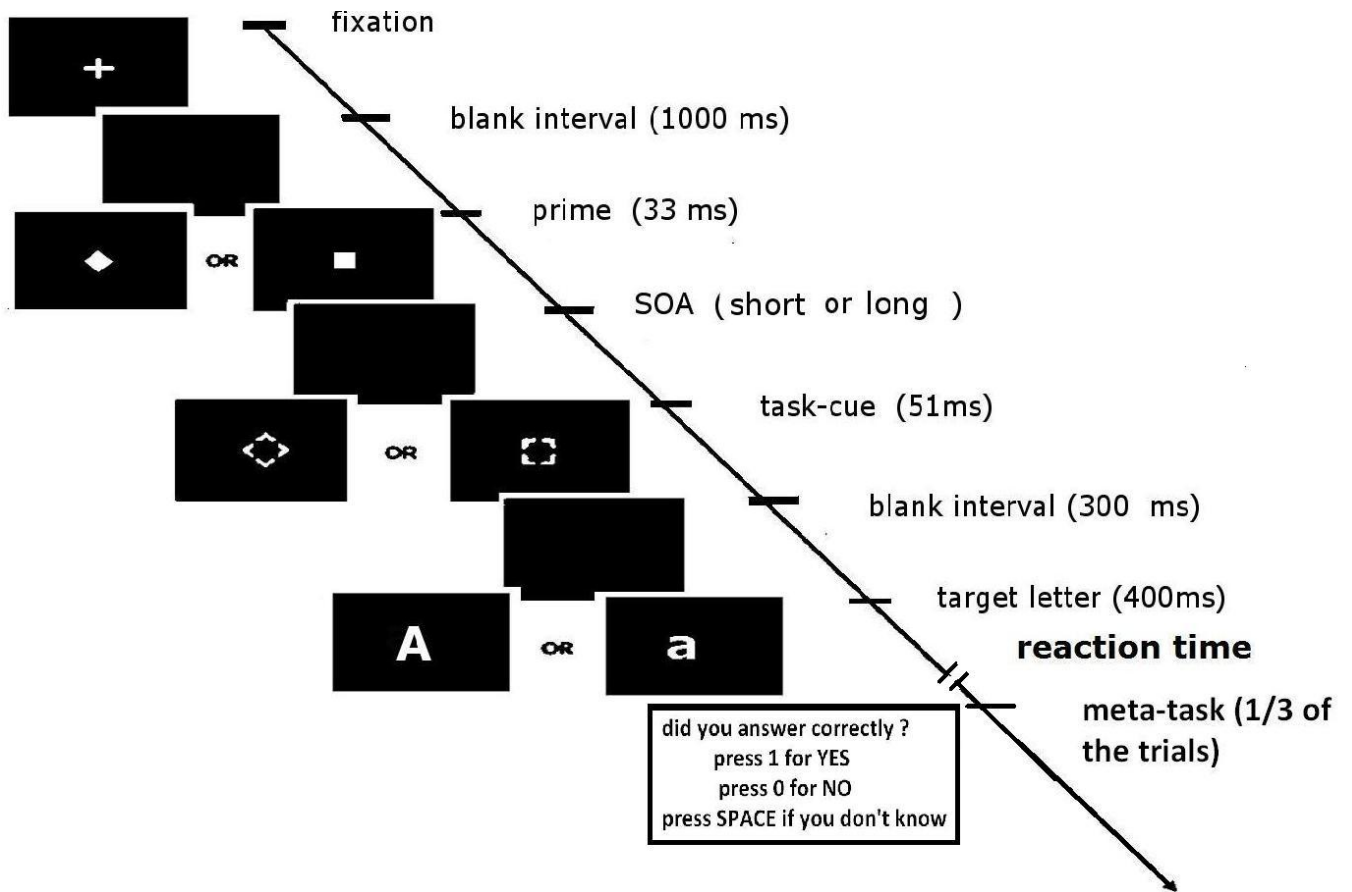 fixation
blank interval (1000 ms)
prime (33 ms)
OR
SOA ( short or long )
task-cue (51ms)
OR
blank interval (300 ms)
target letter (400ms)
A OR a
reaction time
meta-task (1/3 of
the trials)
did you answer correctly ?
press 1 for YES
press 0 for NO
press SPACE if you don't know